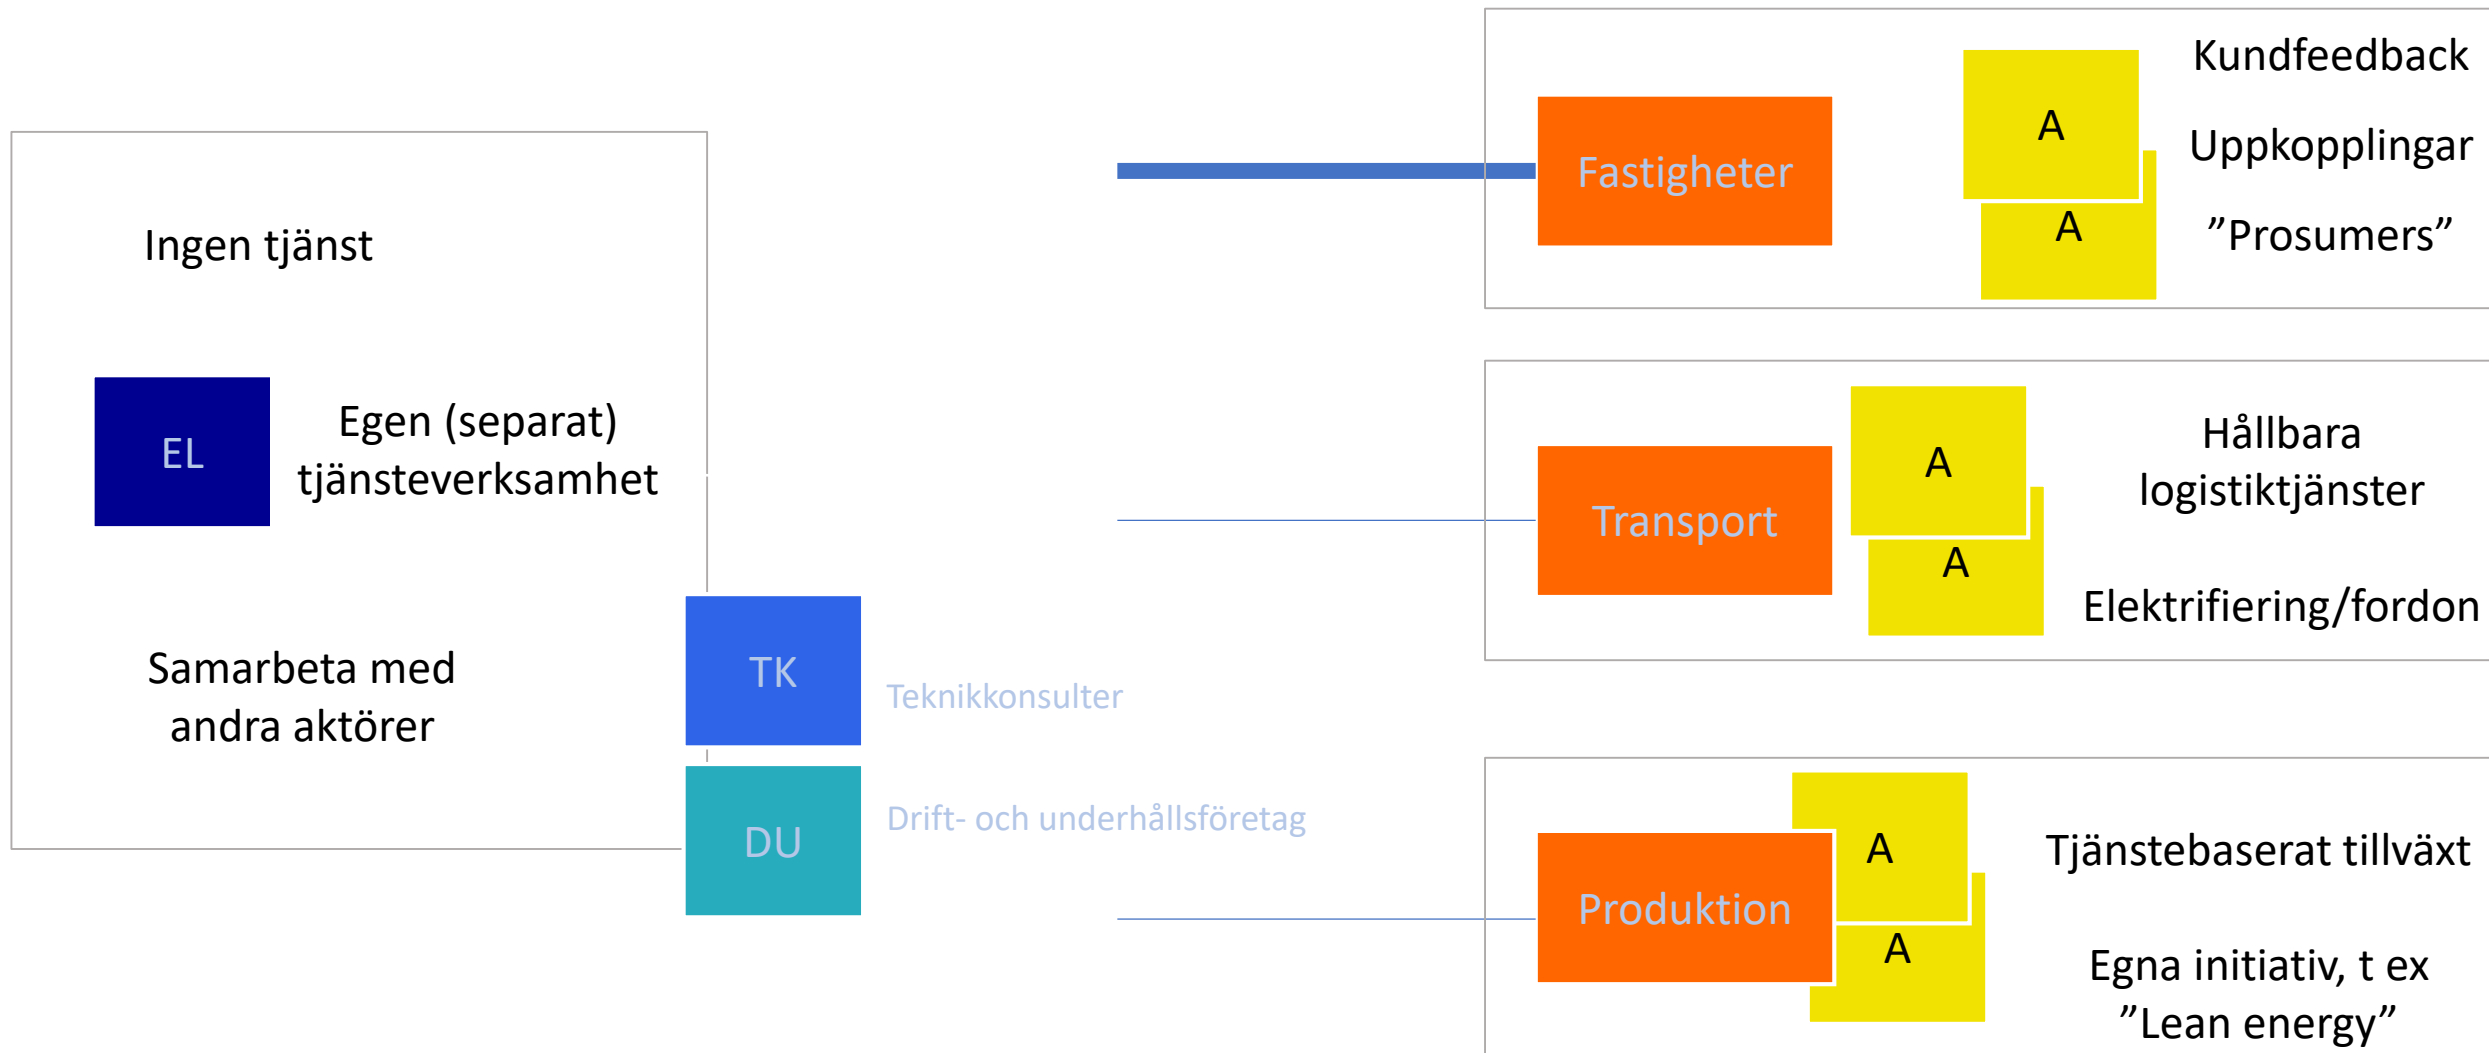 Ingen tjänst
EL
Egen (separat)
tjänsteverksamhet
Samarbeta med
andra aktörer
TK
Teknikkonsulter
DU
Drift- och underhållsföretag
Fastigheter
A
A
Kundfeedback
Uppkopplingar
”Prosumers”
Transport
A
A
Hållbara
logistiktjänster
Elektrifiering/fordon
Produktion
A
A
Tjänstebaserat tillväxt
Egna initiativ, t ex
”Lean energy”